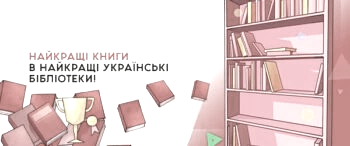 НАЙКРАЩІ КНИГИ
В НАЙКРАЩІ УКРАЇНСЬКІ
БІБЛІОТЕКИ!